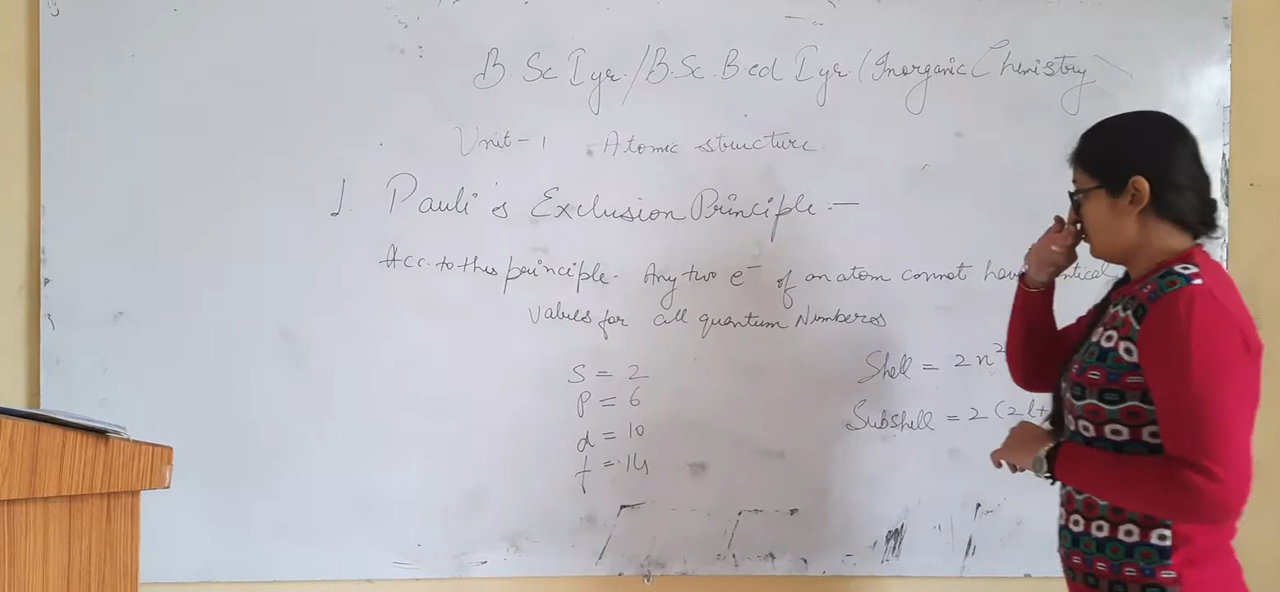 B.Sc I yr. / B.Sc. B.ed I yr. (Inorganic Chemistry)
Unit - 1 Atomic structure
1. Pauli's Exclusion Principle :-
Acc. to this principle - Any two e⁻ of an atom cannot have
values for all quantum Numbers
S = 2
P = 6
d = 10
f = 14
Shell = 2n²
Subshell = 2(2l+